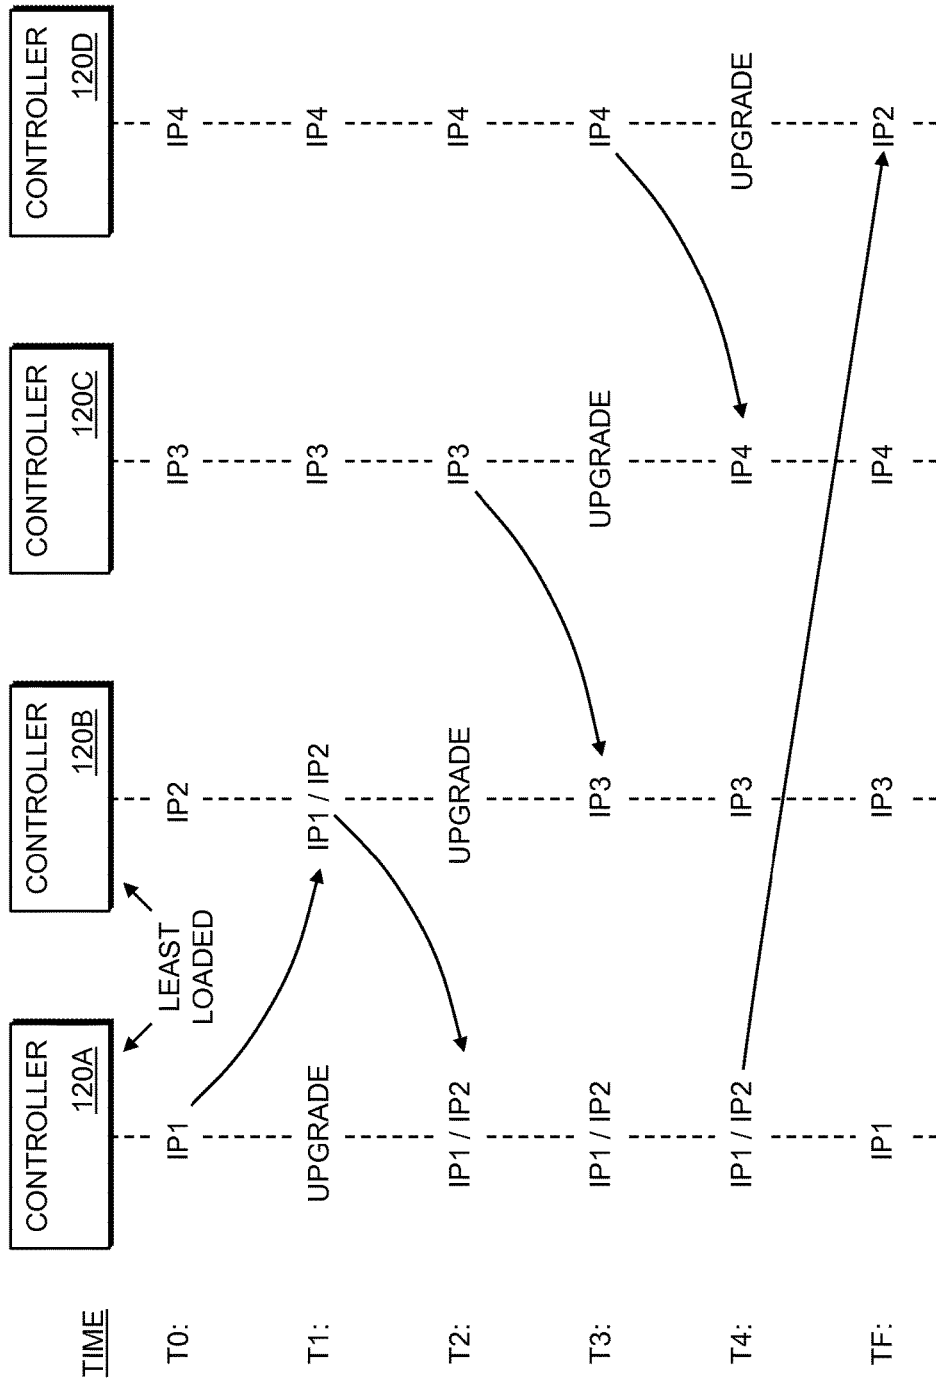 CONTROLLER
120A
CONTROLLER
120B
CONTROLLER
120C
CONTROLLER
120D
LEAST
LOADED
TIME
T0: IP1 IP2 IP3 IP4
T1: UPGRADE IP1 / IP2 IP3 IP4
T2: IP1 / IP2 UPGRADE IP3 IP4
T3: IP1 / IP2 IP3 UPGRADE IP4
T4: IP1 / IP2 IP3 IP4 UPGRADE
TF: IP1 IP3 IP4 IP2